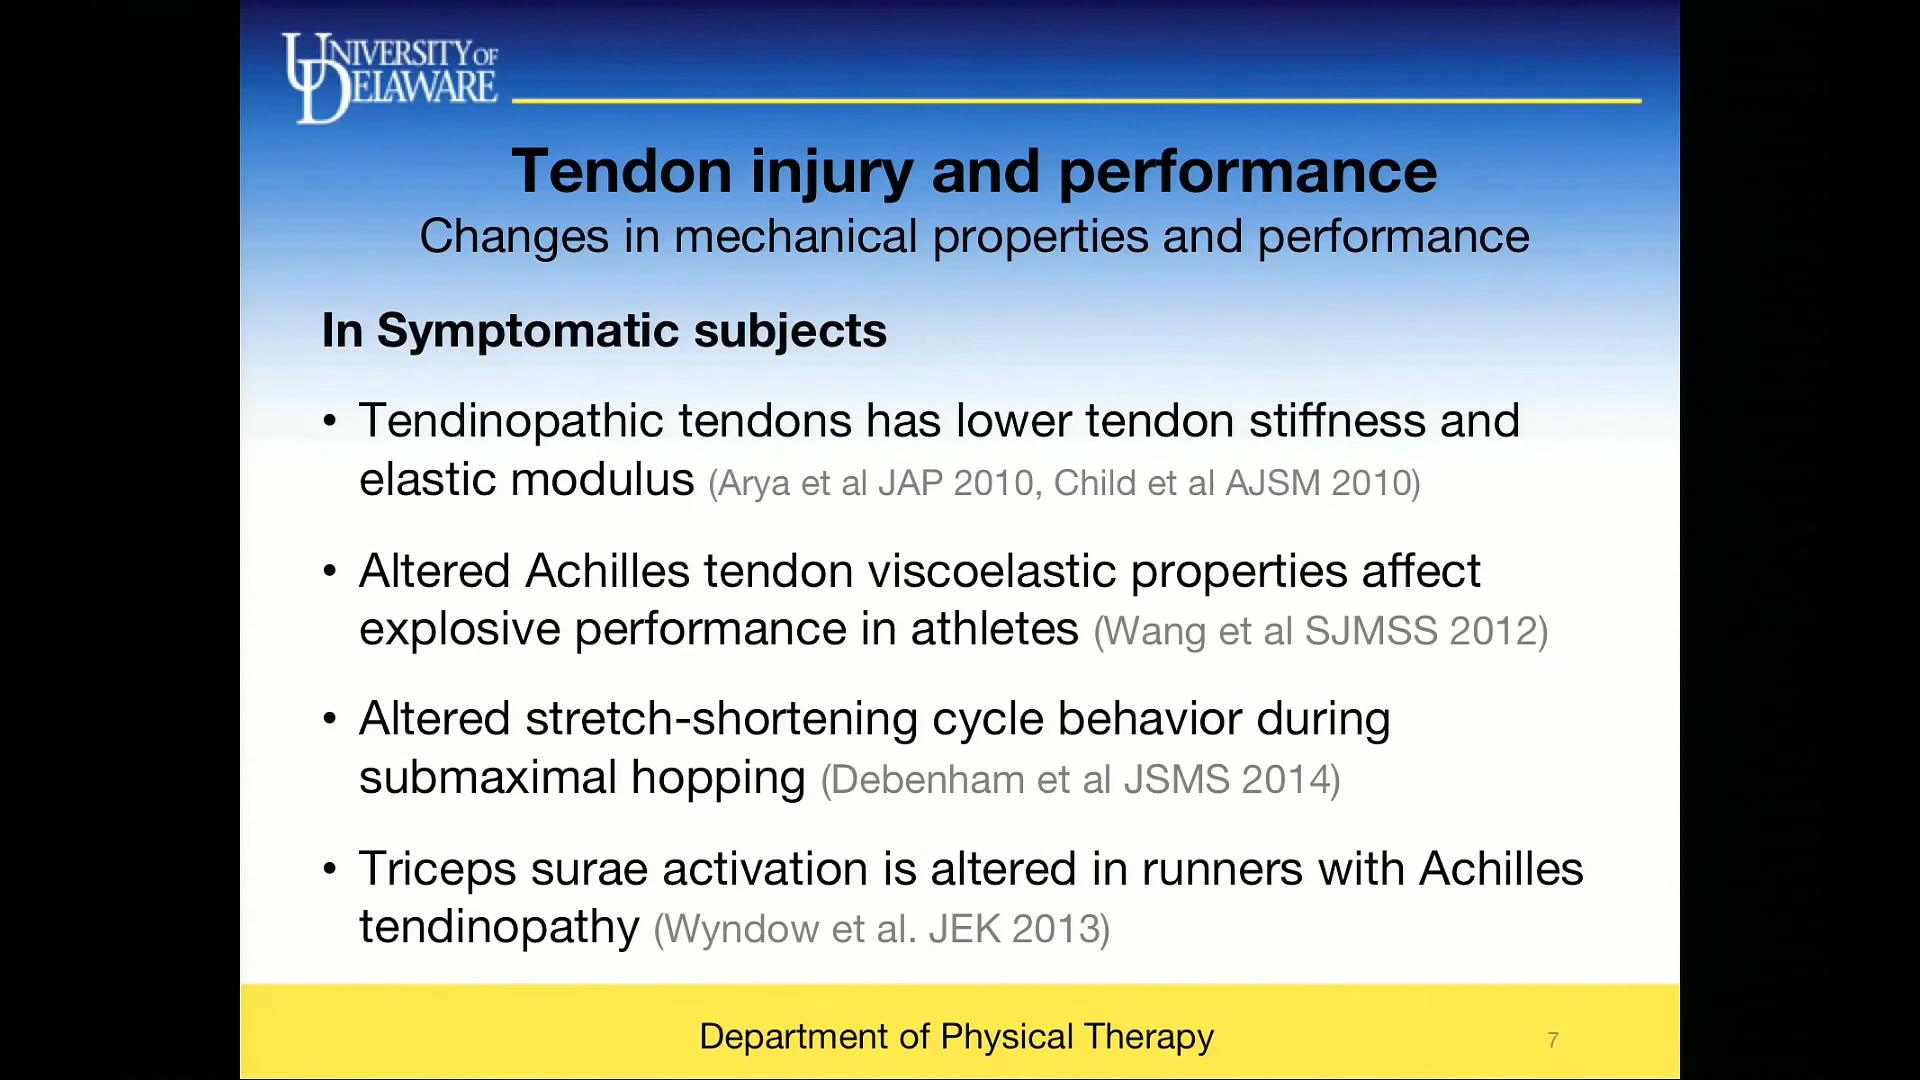 UNIVERSITY OF
DELAWARE
Tendon injury and performance
Changes in mechanical properties and performance
In Symptomatic subjects
• Tendinopathic tendons has lower tendon stiffness and
elastic modulus (Arya et al JAP 2010, Child et al AJSM 2010)
• Altered Achilles tendon viscoelastic properties affect
explosive performance in athletes (Wang et al SJMSS 2012)
• Altered stretch-shortening cycle behavior during
submaximal hopping (Debenham et al JSMS 2014)
• Triceps surae activation is altered in runners with Achilles
tendinopathy (Wyndow et al. JEK 2013)
Department of Physical Therapy
7